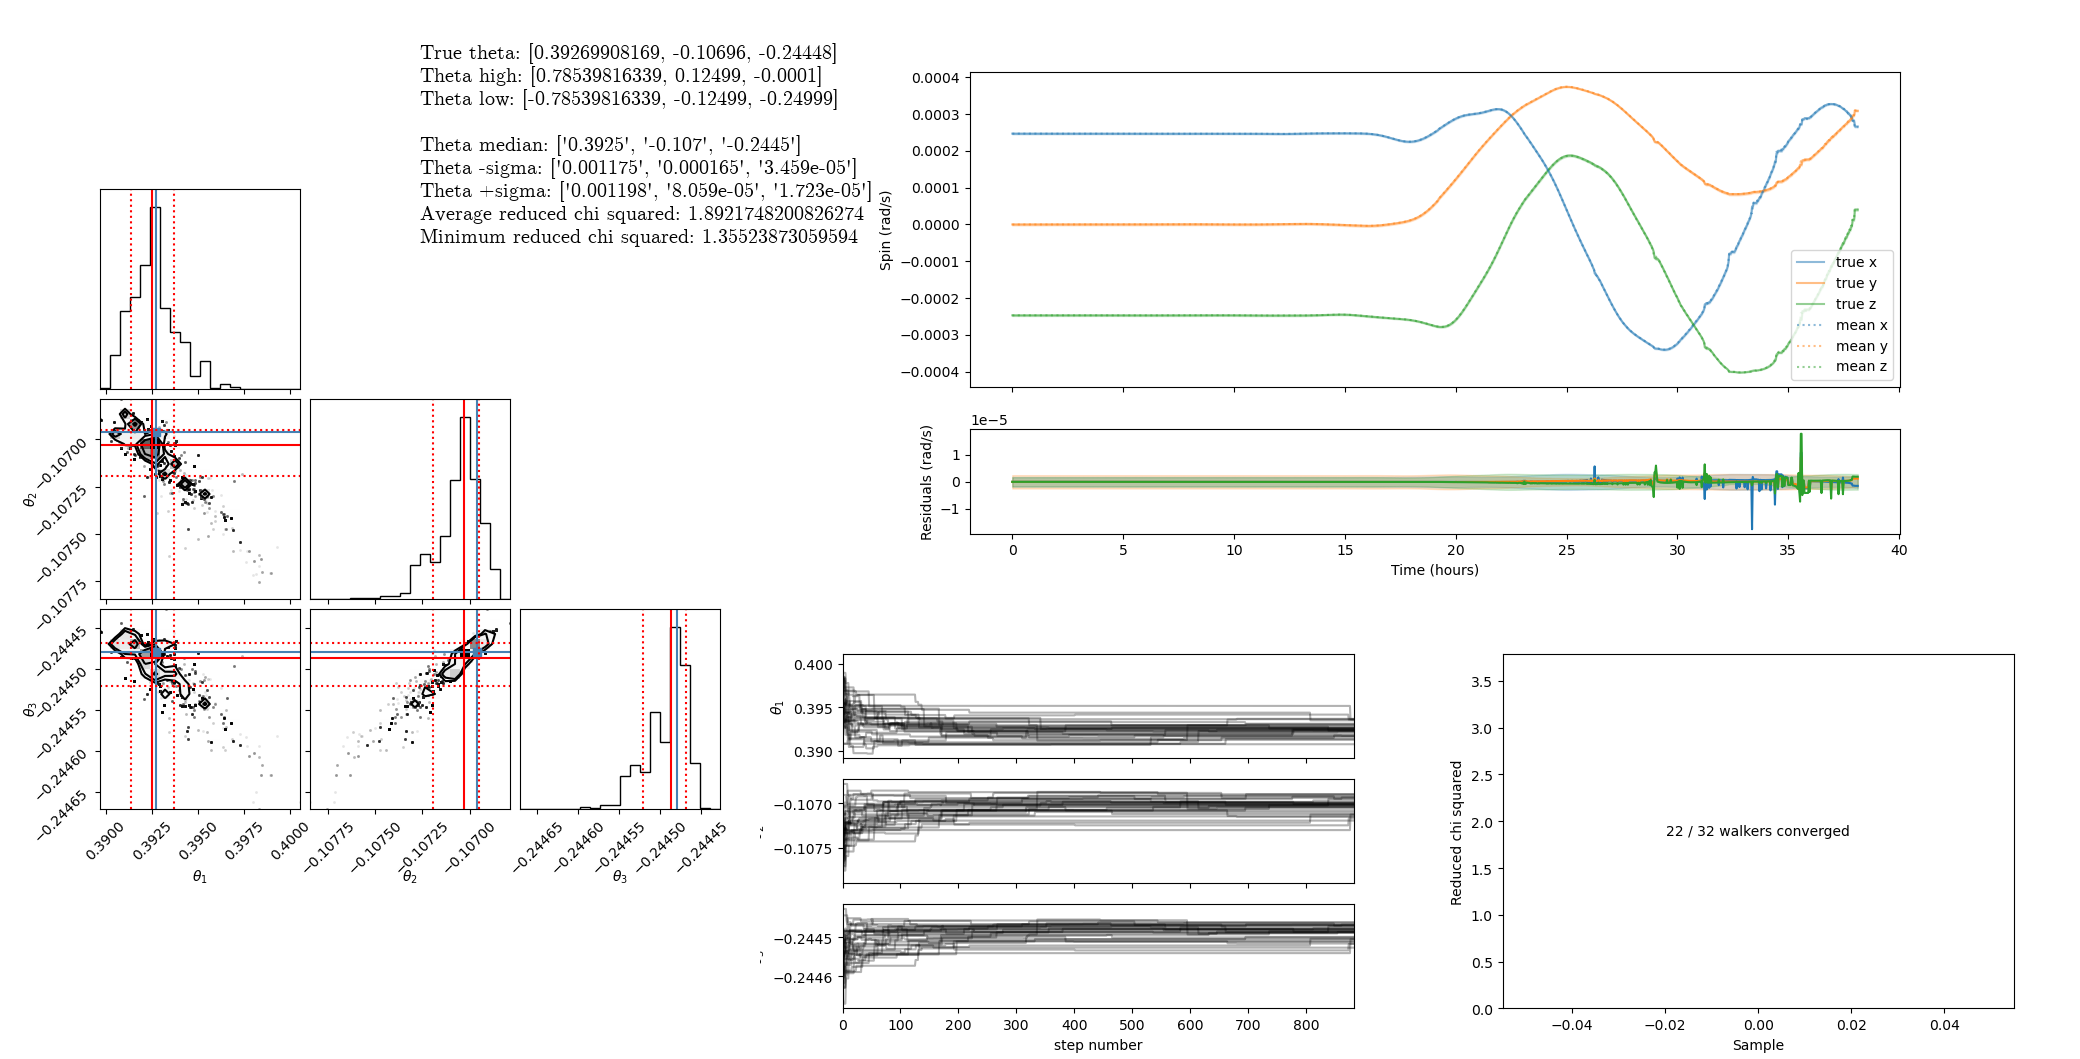 True theta: [0.39269908169, -0.10696, -0.24448]
Theta high: [0.78539816339, 0.12499, -0.0001]
Theta low: [-0.78539816339, -0.12499, -0.24999]
Theta median: ['0.3925', '-0.107', '-0.2445']
Theta -sigma: ['0.001175', '0.000165', '3.459e-05']
Theta +sigma: ['0.001198', '8.059e-05', '1.723e-05']
Average reduced chi squared: 1.8921748200826274
Minimum reduced chi squared: 1.35523873059594
θ₂
−0.10700
−0.10725
−0.10750
−0.10775
θ₃
−0.24445
−0.24450
−0.24455
−0.24460
−0.24465
0.3900
0.3925
0.3950
0.3975
0.4000
θ₁
−0.10775
−0.10750
−0.10725
−0.10700
θ₂
−0.24465
−0.24460
−0.24455
−0.24450
−0.24445
θ₃
Spin (rad/s)
0.0004
0.0003
0.0002
0.0001
0.0000
−0.0001
−0.0002
−0.0003
−0.0004
true x
true y
true z
mean x
mean y
mean z
1e−5
Residuals (rad/s)
1
0
−1
0
5
10
15
20
25
30
35
40
Time (hours)
θ₁
0.400
0.395
0.390
−0.1070
−0.1075
−0.2445
−0.2446
0
100
200
300
400
500
600
700
800
step number
Reduced chi squared
3.5
3.0
2.5
2.0
1.5
1.0
0.5
0.0
22 / 32 walkers converged
−0.04
−0.02
0.00
0.02
0.04
Sample